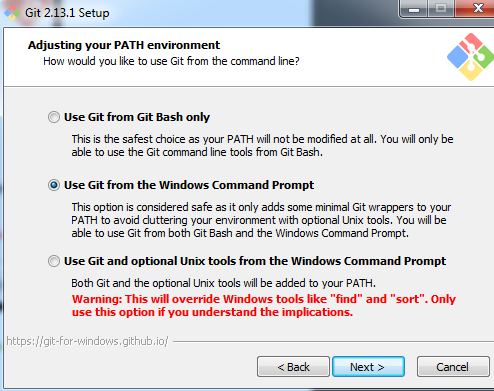 Git 2.13.1 Setup
Adjusting your PATH environment
How would you like to use Git from the command line?
Use Git from Git Bash only
This is the safest choice as your PATH will not be modified at all. You will only be
able to use the Git command line tools from Git Bash.
Use Git from the Windows Command Prompt
This option is considered safe as it only adds some minimal Git wrappers to your
PATH to avoid cluttering your environment with optional Unix tools. You will be
able to use Git from both Git Bash and the Windows Command Prompt.
Use Git and optional Unix tools from the Windows Command Prompt
Both Git and the optional Unix tools will be added to your PATH.
Warning: This will override Windows tools like "find" and "sort". Only
use this option if you understand the implications.
https://git-for-windows.github.io/
< Back Next > Cancel